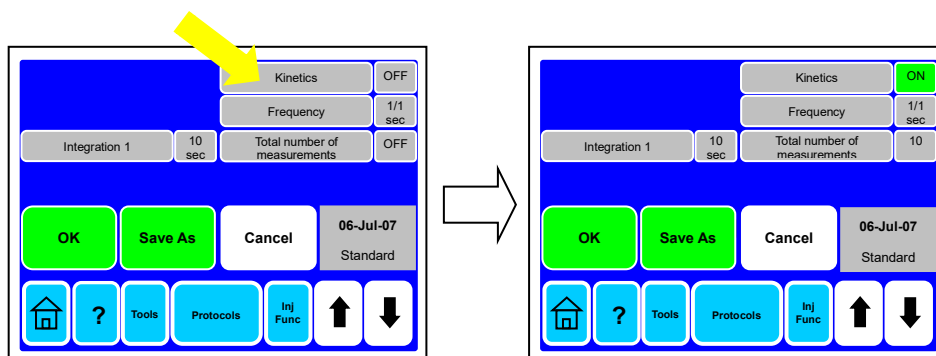 Kinetics OFF
Frequency 1/1 sec
Integration 1 10 sec Total number of measurements OFF
OK Save As Cancel 06-Jul-07
Standard
? Tools Protocols Inj Func
Kinetics ON
Frequency 1/1 sec
Integration 1 10 sec Total number of measurements 10
OK Save As Cancel 06-Jul-07
Standard
? Tools Protocols Inj Func